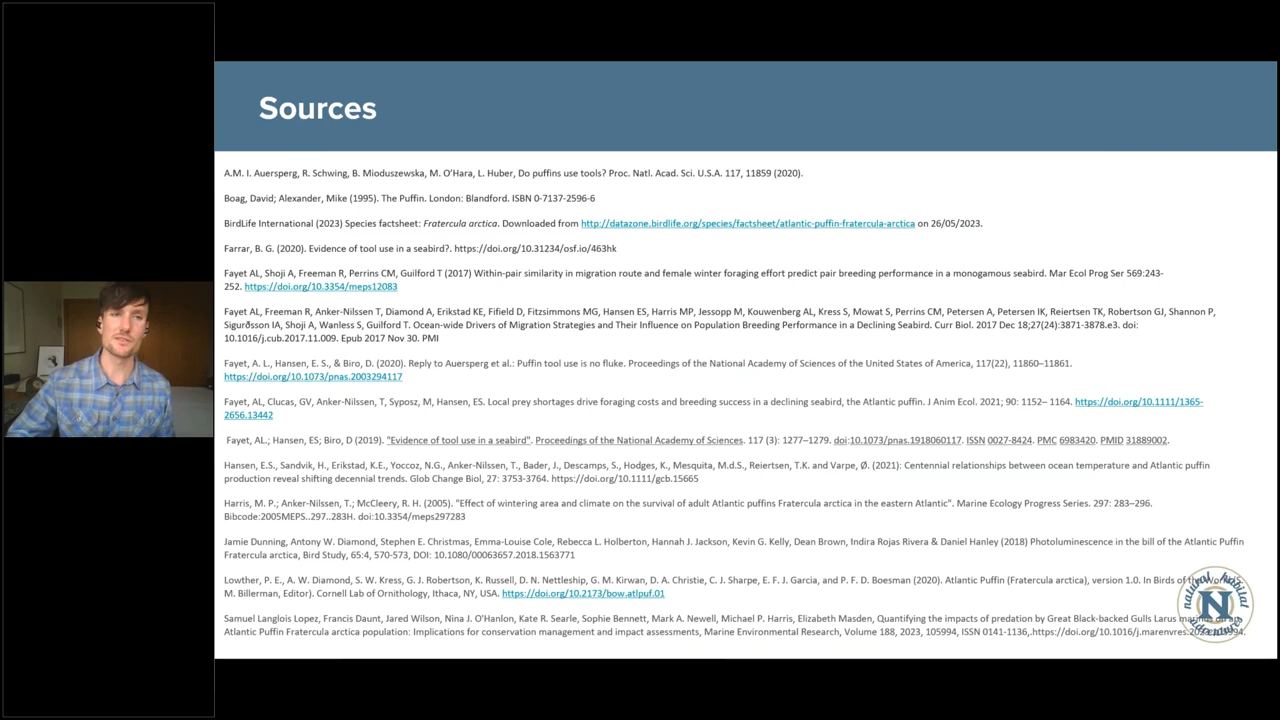 Sources
A.M. I. Auersperg, R. Schwing, B. Mioduszewska, M. O'Hara, L. Huber, Do puffins use tools? Proc. Natl. Acad. Sci. U.S.A. 117, 11859 (2020).
Boag, David; Alexander, Mike (1995). The Puffin. London: Blandford. ISBN 0-7137-2596-6
BirdLife International (2023) Species factsheet: Fratercula arctica. Downloaded from http://datazone.birdlife.org/species/factsheet/atlantic-puffin-fratercula-arctica on 26/05/2023.
Farrar, B. G. (2020). Evidence of tool use in a seabird?. https://doi.org/10.31234/osf.io/463hk
Fayet AL, Shoji A, Freeman R, Perrins CM, Guilford T (2017) Within-pair similarity in migration route and female winter foraging effort predict pair breeding performance in a monogamous seabird. Mar Ecol Prog Ser 569:243-
252. https://doi.org/10.3354/meps12083
Fayet AL, Freeman R, Anker-Nilssen T, Diamond A, Erikstad KE, Fifield D, Fitzsimmons MG, Hansen ES, Harris MP, Jessopp M, Kouwenberg AL, Kress S, Mowat S, Perrins CM, Petersen A, Petersen IK, Reiertsen TK, Robertson GJ, Shannon P,
Sigurðsson IA, Shoji A, Wanless S, Guilford T. Ocean-wide Drivers of Migration Strategies and Their Influence on Population Breeding Performance in a Declining Seabird. Curr Biol. 2017 Dec 18;27(24):3871-3878.e3. doi:
10.1016/j.cub.2017.11.009. Epub 2017 Nov 30. PMI
Fayet, A. L., Hansen, E. S., & Biro, D. (2020). Reply to Auersperg et al.: Puffin tool use is no fluke. Proceedings of the National Academy of Sciences of the United States of America, 117(22), 11860–11861.
https://doi.org/10.1073/pnas.2003294117
Fayet, AL, Clucas, GV, Anker-Nilssen, T, Syposz, M, Hansen, ES. Local prey shortages drive foraging costs and breeding success in a declining seabird, the Atlantic puffin. J Anim Ecol. 2021; 90: 1152– 1164. https://doi.org/10.1111/1365-
2656.13442
Fayet, AL.; Hansen, ES; Biro, D (2019). "Evidence of tool use in a seabird". Proceedings of the National Academy of Sciences. 117 (3): 1277–1279. doi:10.1073/pnas.1918060117. ISSN 0027-8424. PMC 6983420. PMID 31889002.
Hansen, E.S., Sandvik, H., Erikstad, K.E., Yoccoz, N.G., Anker-Nilssen, T., Bader, J., Descamps, S., Hodges, K., Mesquita, M.d.S., Reiertsen, T.K. and Varpe, Ø. (2021): Centennial relationships between ocean temperature and Atlantic puffin
production reveal shifting decennial trends. Glob Change Biol, 27: 3753-3764. https://doi.org/10.1111/gcb.15665
Harris, M. P.; Anker-Nilssen, T.; McCleery, R. H. (2005). "Effect of wintering area and climate on the survival of adult Atlantic puffins Fratercula arctica in the eastern Atlantic". Marine Ecology Progress Series. 297: 283–296.
Bibcode:2005MEPS..297..283H. doi:10.3354/meps297283
Jamie Dunning, Antony W. Diamond, Stephen E. Christmas, Emma-Louise Cole, Rebecca L. Holberton, Hannah J. Jackson, Kevin G. Kelly, Dean Brown, Indira Rojas Rivera & Daniel Hanley (2018) Photoluminescence in the bill of the Atlantic Puffin
Fratercula arctica, Bird Study, 65:4, 570-573, DOI: 10.1080/00063657.2018.1563771
Lowther, P. E., A. W. Diamond, S. W. Kress, G. J. Robertson, K. Russell, D. N. Nettleship, G. M. Kirwan, D. A. Christie, C. J. Sharpe, E. F. J. Garcia, and P. F. D. Boesman (2020). Atlantic Puffin (Fratercula arctica), version 1.0. In Birds of the World
M. Billerman, Editor). Cornell Lab of Ornithology, Ithaca, NY, USA. https://doi.org/10.2173/bow.atlpuf.01
Samuel Langlois Lopez, Francis Daunt, Jared Wilson, Nina J. O'Hanlon, Kate R. Searle, Sophie Bennett, Mark A. Newell, Michael P. Harris, Elizabeth Masden, Quantifying the impacts of predation by Great Black-backed Gulls Larus marinus on an
Atlantic Puffin Fratercula arctica population: Implications for conservation management and impact assessments, Marine Environmental Research, Volume 188, 2023, 105994, ISSN 0141-1136,.https://doi.org/10.1016/j.marenvres.
natural habitat
N
adventures